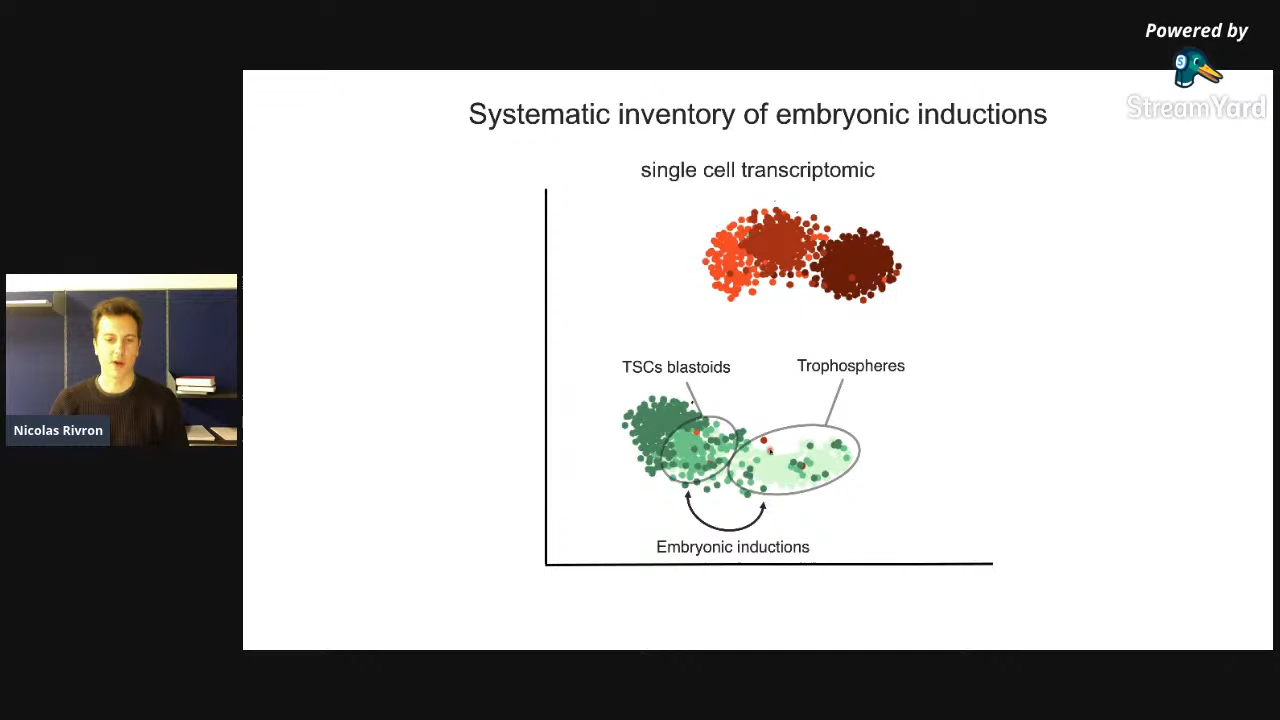 Powered by
StreamYard
Systematic inventory of embryonic inductions
single cell transcriptomic
TSCs blastoids
Trophospheres
Nicolas Rivron
Embryonic inductions